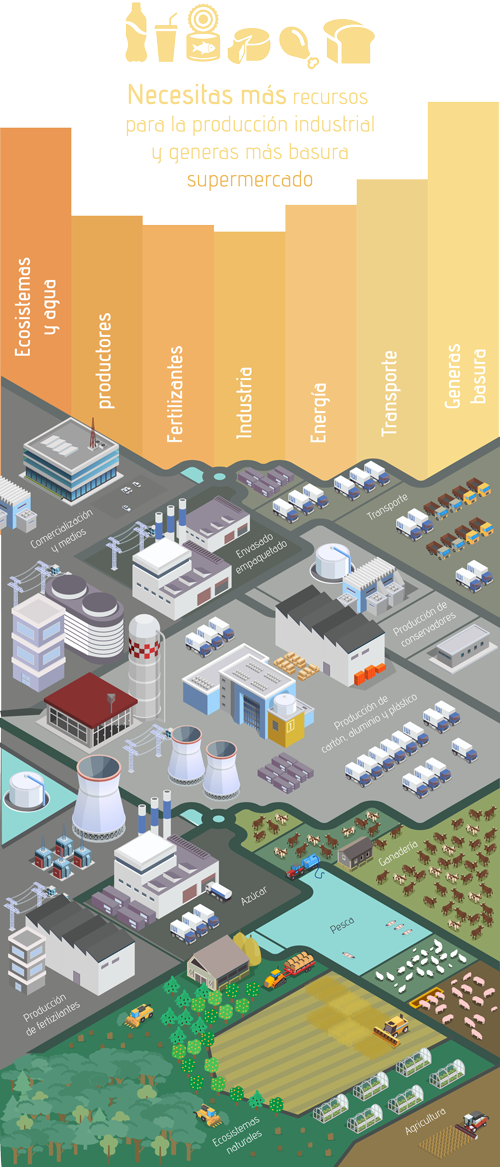 Necesitas más recursos
para la producción industrial
y generas más basura
supermercado
Ecosistemas
y agua
productores
Fertilizantes
Industria
Energía
Transporte
Generas
basura
Comercialización
y medios
Envasado
empaquetado
Transporte
Producción de
conservadores
Producción de
cartón, aluminio y plástico
Ganadería
Azúcar
Pesca
Producción
de fertizilantes
Ecosistemas
naturales
Agricultura